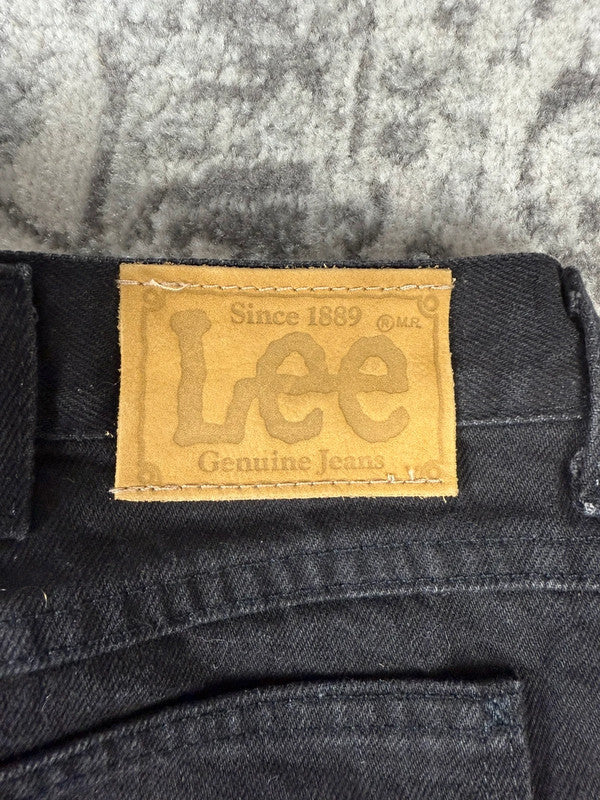 Since 1889
® M.R.
Lee
Genuine Jeans